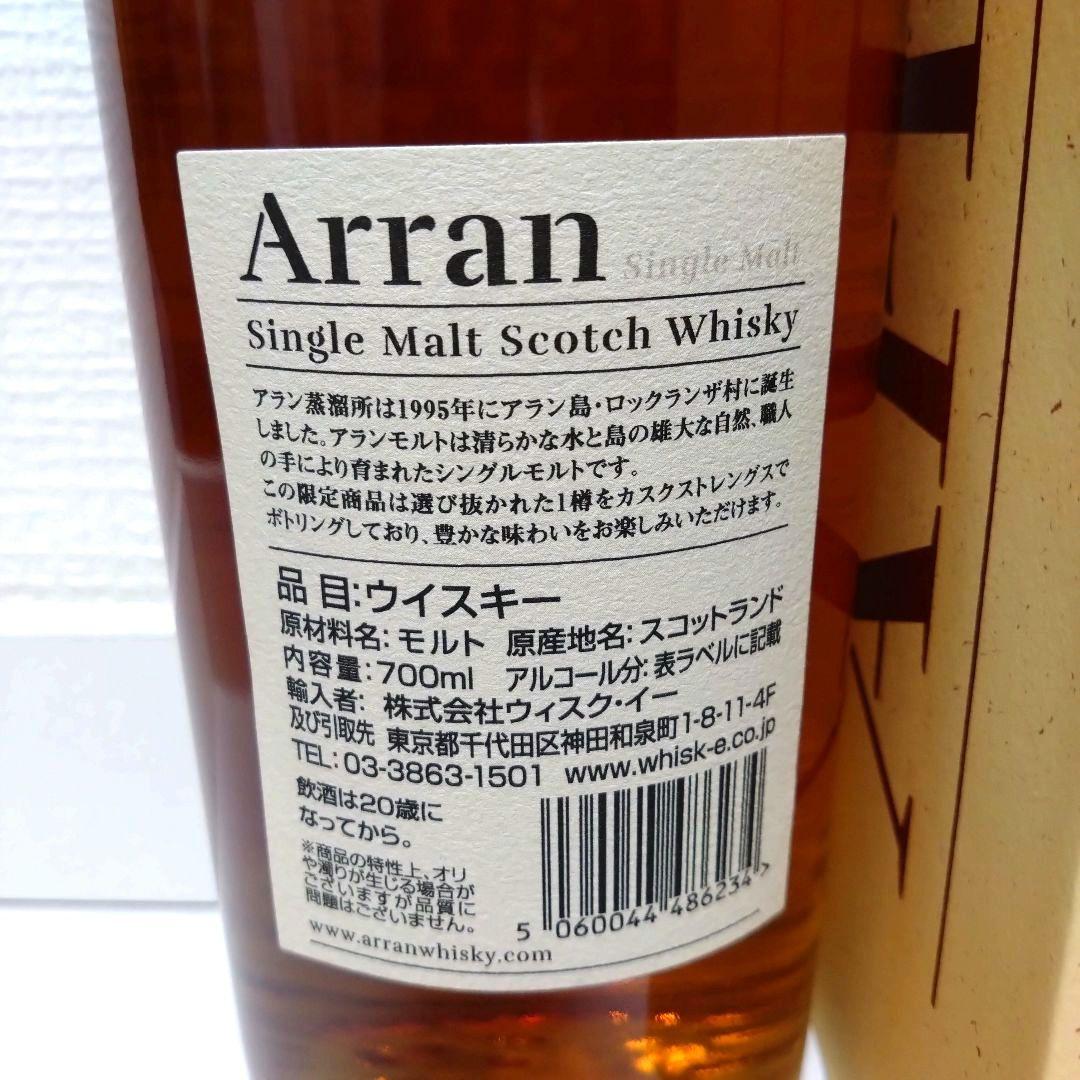 Arran
Single Malt
Single Malt Scotch Whisky
アラン蒸溜所は1995年にアラン島・ロックランザ村に誕生
しました。アランモルトは清らかな水と島の雄大な自然、職人
の手により育まれたシングルモルトです。
この限定商品は選び抜かれた1樽をカスクストレングスで
ボトリングしており、豊かな味わいをお楽しみいただけます。
品 目:ウイスキー
原材料名: モルト 原産地名: スコットランド
内容量:700ml アルコール分: 表ラベルに記載
輸入者: 株式会社ウィスク・イー
及び引取先 東京都千代田区神田和泉町1-8-11-4F
TEL:03-3863-1501 www.whisk-e.co.jp
飲酒は20歳に
なってから。
※商品の特性上、オリ
や濁りが生じる場合が
ございますが品質に
問題はございません。
5 060044 486234 >
www.arranwhisky.com